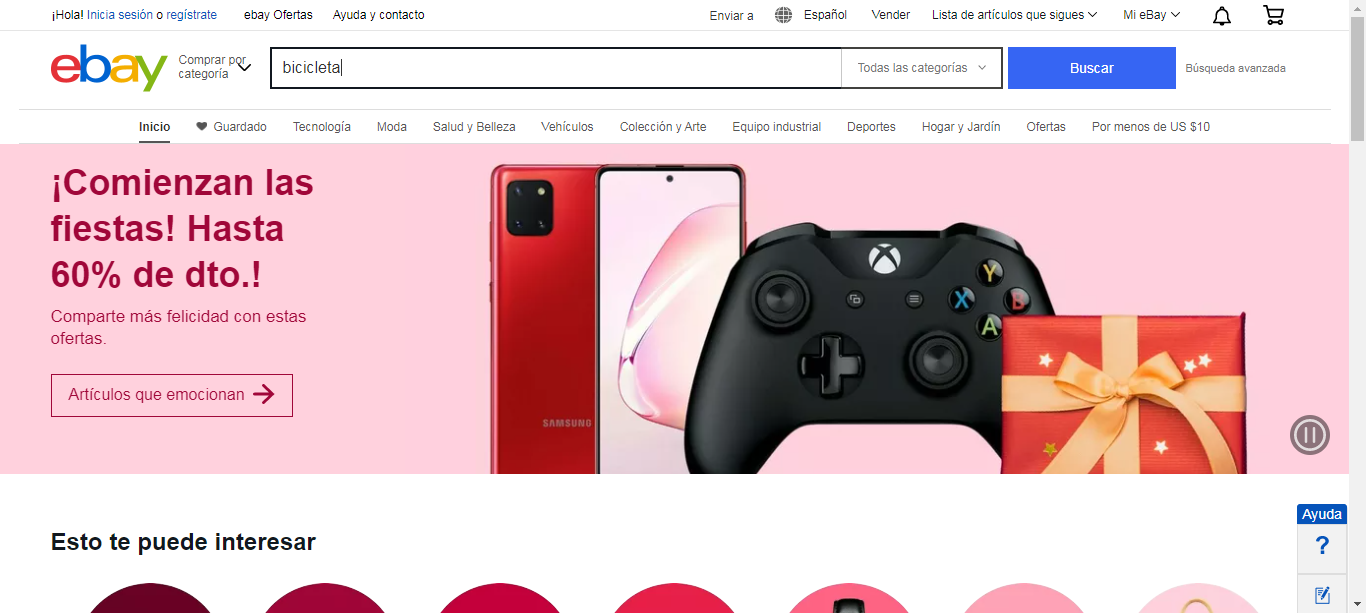 ¡Hola! Inicia sesión o regístrate ebay Ofertas Ayuda y contacto Enviar a Español Vender Lista de artículos que sigues Mi eBay
ebay Comprar por categoría bicicleta Todas las categorías Buscar Búsqueda avanzada
Inicio Guardado Tecnología Moda Salud y Belleza Vehículos Colección y Arte Equipo industrial Deportes Hogar y Jardín Ofertas Por menos de US $10
¡Comienzan las
fiestas! Hasta
60% de dto.!
Comparte más felicidad con estas
ofertas.
Artículos que emocionan
SAMSUNG
Y
X B
A
Ayuda
?
Esto te puede interesar